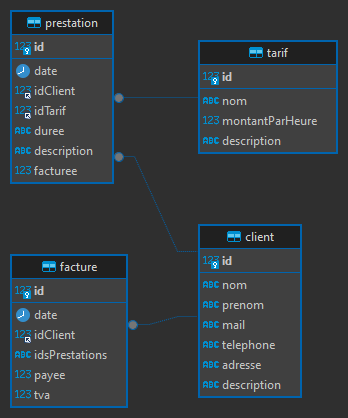 prestation
123 id
date
123 idClient
123 idTarif
ABC duree
ABC description
123 facturee
tarif
123 id
ABC nom
123 montantParHeure
ABC description
client
123 id
ABC nom
ABC prenom
ABC mail
ABC telephone
ABC adresse
ABC description
facture
123 id
date
123 idClient
ABC idsPrestations
123 payee
123 tva